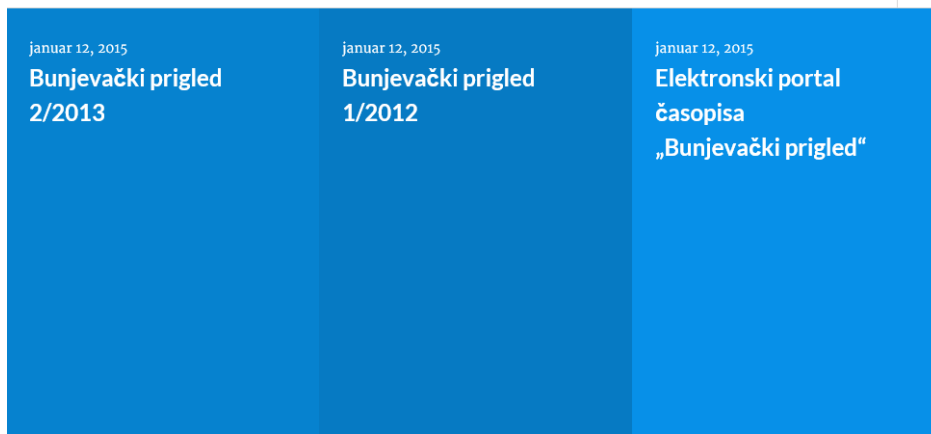 januar 12, 2015
Bunjevački prigled
2/2013
januar 12, 2015
Bunjevački prigled
1/2012
januar 12, 2015
Elektronski portal
časopisa
„Bunjevački prigled“